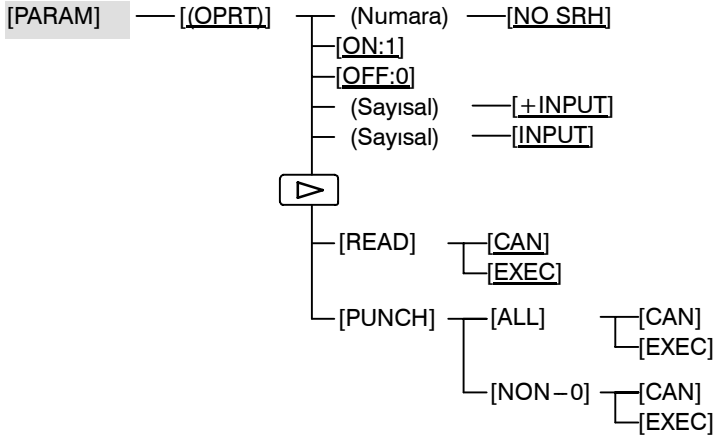 [PARAM] [(OPRT)] (Numara) [NO SRH]
[ON:1]
[OFF:0]
(Sayısal) [+INPUT]
(Sayısal) [INPUT]
[READ] [CAN]
[EXEC]
[PUNCH] [ALL] [CAN]
[EXEC]
[NON−0] [CAN]
[EXEC]